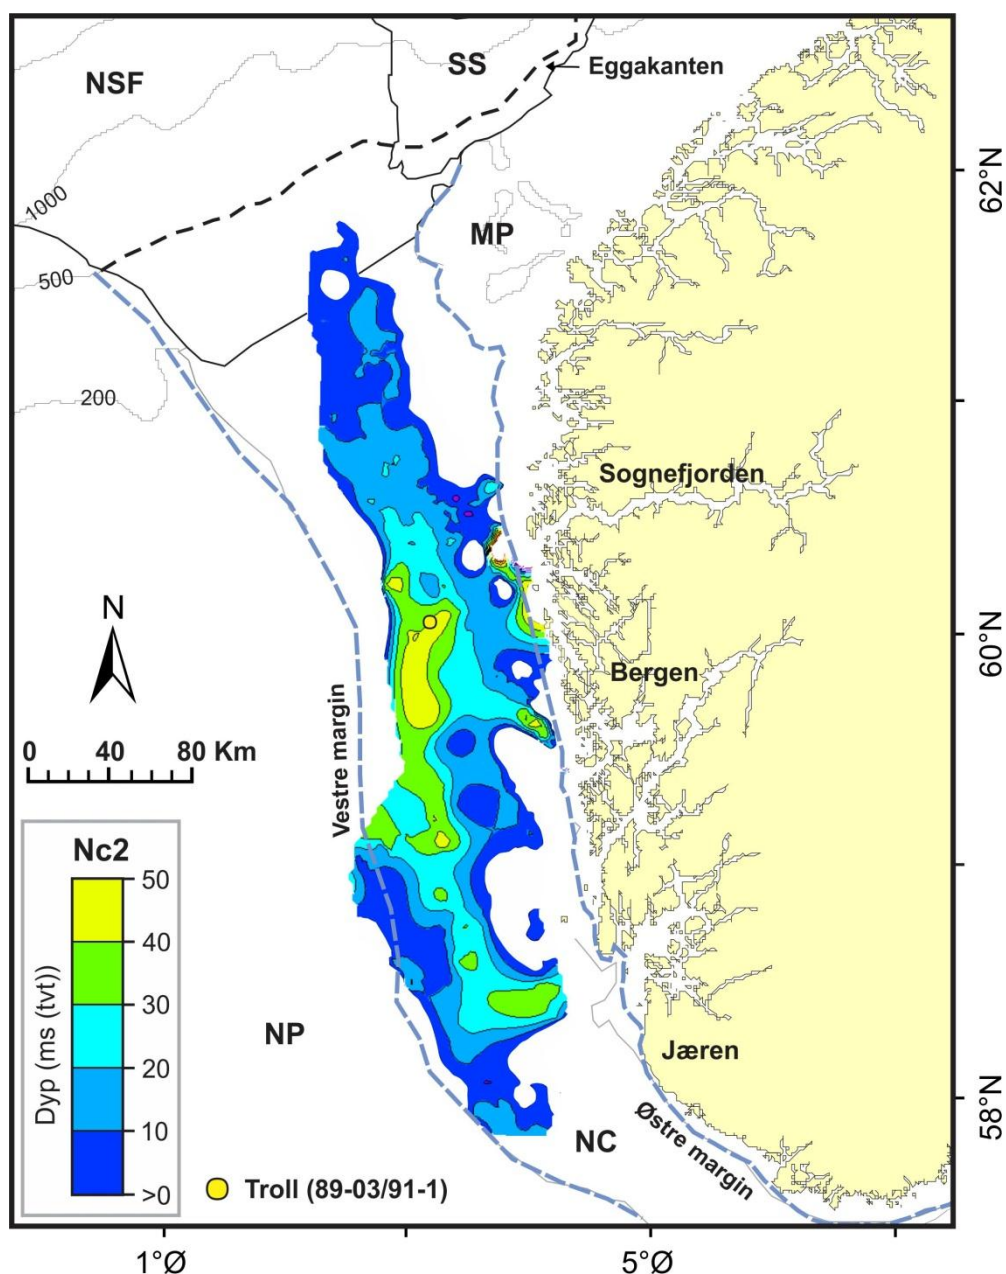 NSF
SS
Eggakanten
62°N
1000
MP
500
200
Sognefjorden
N
60°N
Bergen
0 40 80 Km
Vestre margin
Nc2
50
40
30
20
10
>0
Dyp (ms (tvt))
NP
Jæren
58°N
NC
Østre margin
Troll (89-03/91-1)
1°Ø
5°Ø